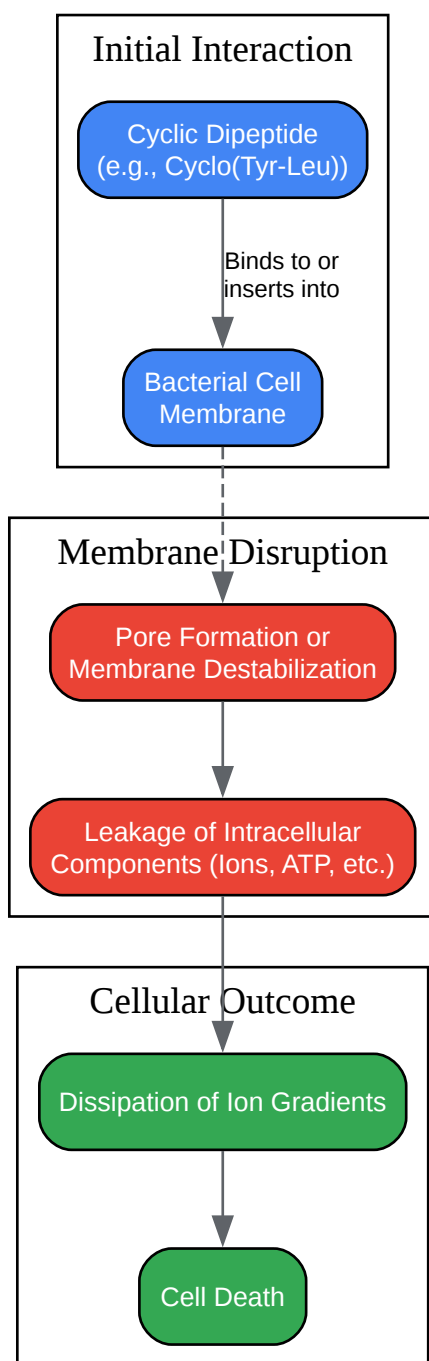 Initial Interaction
Cyclic Dipeptide
(e.g., Cyclo(Tyr-Leu))
Binds to or
inserts into
Bacterial Cell
Membrane
Membrane Disruption
Pore Formation or
Membrane Destabilization
Leakage of Intracellular
Components (Ions, ATP, etc.)
Cellular Outcome
Dissipation of Ion Gradients
Cell Death